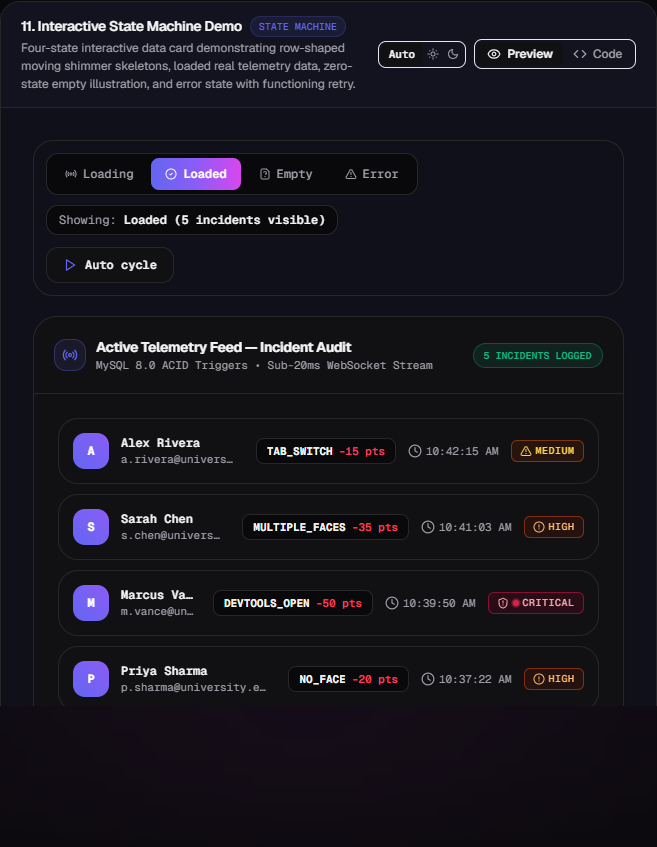 11. Interactive State Machine Demo STATE MACHINE
Four-state interactive data card demonstrating row-shaped
moving shimmer skeletons, loaded real telemetry data, zero-
state empty illustration, and error state with functioning retry.
Auto
Preview
Code
Loading
Loaded
Empty
Error
Showing: Loaded (5 incidents visible)
Auto cycle
Active Telemetry Feed — Incident Audit
MySQL 8.0 ACID Triggers • Sub-20ms WebSocket Stream
5 INCIDENTS LOGGED
A
Alex Rivera
a.rivera@univers…
TAB_SWITCH -15 pts
10:42:15 AM
MEDIUM
S
Sarah Chen
s.chen@univers…
MULTIPLE_FACES -35 pts
10:41:03 AM
HIGH
M
Marcus Va…
m.vance@un…
DEVTOOLS_OPEN -50 pts
10:39:50 AM
CRITICAL
P
Priya Sharma
p.sharma@university.e…
NO_FACE -20 pts
10:37:22 AM
HIGH